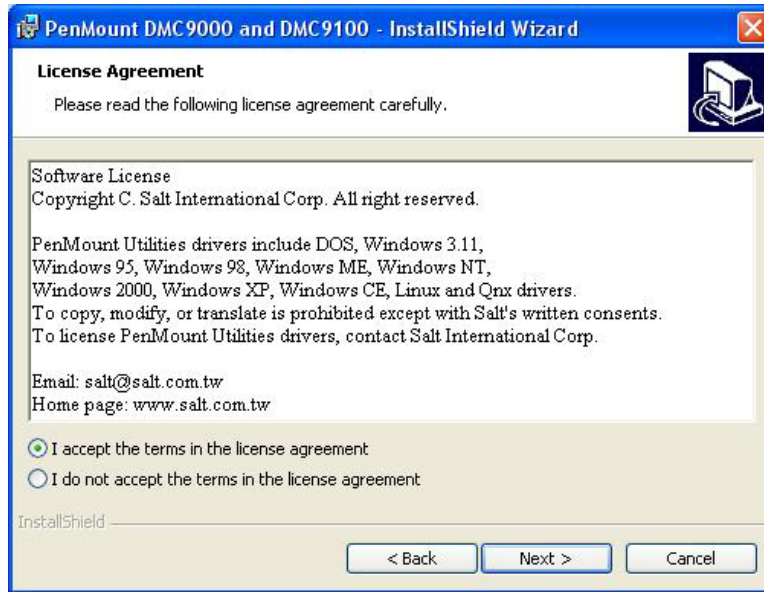 PenMount DMC9000 and DMC9100 - InstallShield Wizard
License Agreement
Please read the following license agreement carefully.
Software License
Copyright C. Salt International Corp. All right reserved.
PenMount Utilities drivers include DOS, Windows 3.11,
Windows 95, Windows 98, Windows ME, Windows NT,
Windows 2000, Windows XP, Windows CE, Linux and Qnx drivers.
To copy, modify, or translate is prohibited except with Salt's written consents.
To license PenMount Utilities drivers, contact Salt International Corp.
Email: salt@salt.com.tw
Home page: www.salt.com.tw
I accept the terms in the license agreement
I do not accept the terms in the license agreement
InstallShield
< Back Next > Cancel